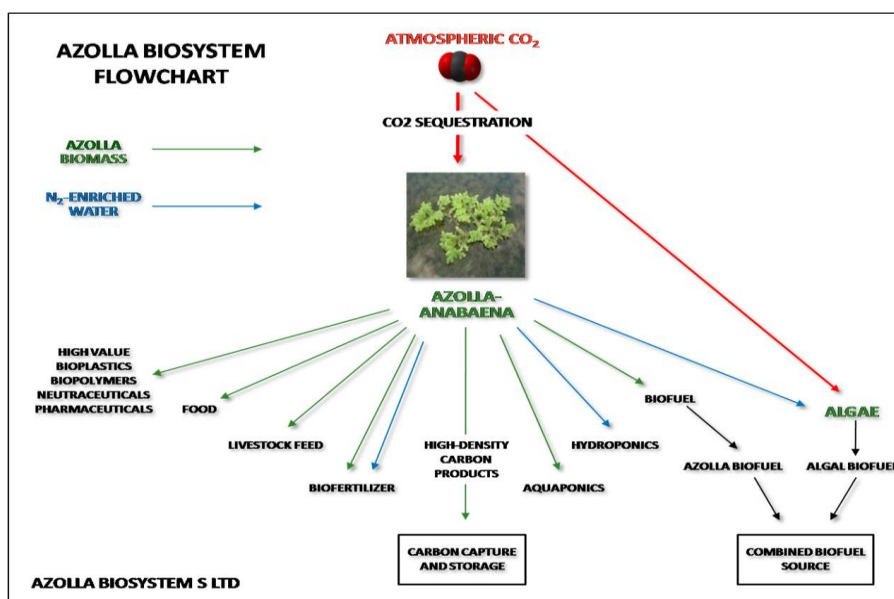 AZOLLA BIOSYSTEM
FLOWCHART
ATMOSPHERIC CO₂
CO2 SEQUESTRATION
AZOLLA
BIOMASS
N₂-ENRICHED
WATER
AZOLLA-
ANABAENA
HIGH VALUE
BIOPLASTICS
BIOPOLYMERS
NEUTRACEUTICALS
PHARMACEUTICALS
FOOD
LIVESTOCK FEED
BIOFERTILIZER
HIGH-DENSITY
CARBON
PRODUCTS
AQUAPONICS
HYDROPONICS
BIOFUEL
ALGAE
AZOLLA BIOFUEL
ALGAL BIOFUEL
CARBON CAPTURE
AND STORAGE
COMBINED BIOFUEL
SOURCE
AZOLLA BIOSYSTEM S LTD